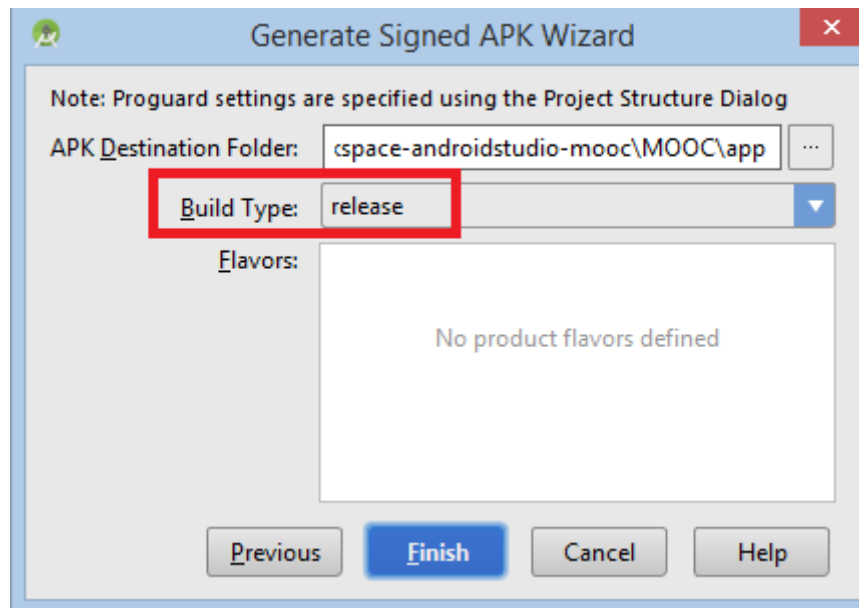 Generate Signed APK Wizard
Note: Proguard settings are specified using the Project Structure Dialog
APK Destination Folder: kspace-androidstudio-mooc\MOOC\app ...
Build Type: release
Flavors:
No product flavors defined
Previous Finish Cancel Help